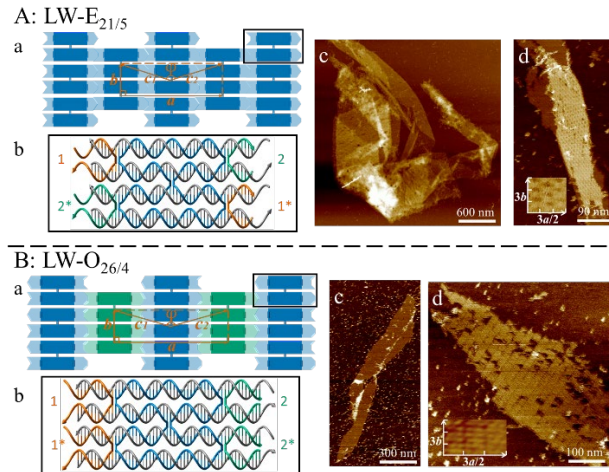 A: LW-E21/5
a
b
ψ
c1
c2
a
b
1
2
2*
1*
c
600 nm
d
3b
3a/2
90 nm
B: LW-O26/4
a
b
ψ
c1
c2
a
b
1
2
1*
2*
c
300 nm
d
3b
3a/2
100 nm